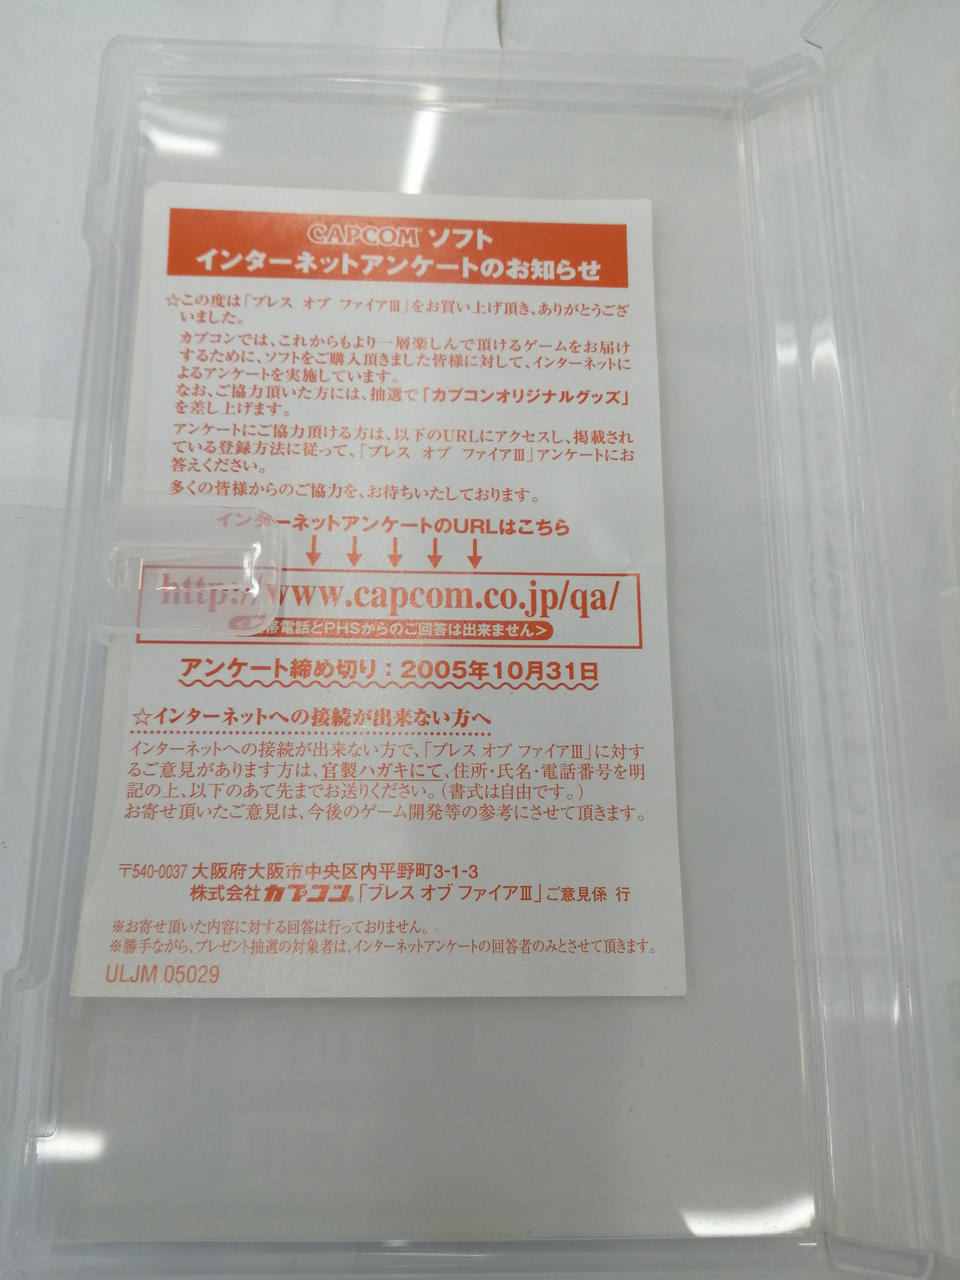 CAPCOM ソフト
インターネットアンケートのお知らせ
☆この度は「ブレス オブ ファイアⅢ」をお買い上げ頂き、ありがとうござ
いました。
カプコンでは、これからもより一層楽しんで頂けるゲームをお届け
するために、ソフトをご購入頂きました皆様に対して、インターネットに
よるアンケートを実施しています。
なお、ご協力頂いた方には、抽選で「カプコンオリジナルグッズ」
を差し上げます。
アンケートにご協力頂ける方は、以下のURLにアクセスし、掲載され
ている登録方法に従って、「ブレス オブ ファイアⅢ」アンケートにお
答えください。
多くの皆様からのご協力を、お待ちいたしております。
インターネットアンケートのURLはこちら
http://www.capcom.co.jp/qa/
<携帯電話とPHSからのご回答は出来ません>
アンケート締め切り：2005年10月31日
☆インターネットへの接続が出来ない方へ
インターネットへの接続が出来ない方で、「ブレス オブ ファイアⅢ」に対す
るご意見があります方は、官製ハガキにて、住所・氏名・電話番号を明
記の上、以下のあて先までお送りください。（書式は自由です。）
お寄せ頂いたご意見は、今後のゲーム開発等の参考にさせて頂きます。
〒540-0037 大阪府大阪市中央区内平野町3-1-3
株式会社カプコン。「ブレス オブ ファイアⅢ」ご意見係 行
※お寄せ頂いた内容に対する回答は行っておりません。
※勝手ながら、プレゼント抽選の対象者は、インターネットアンケートの回答者のみとさせて頂きます。
ULJM 05029